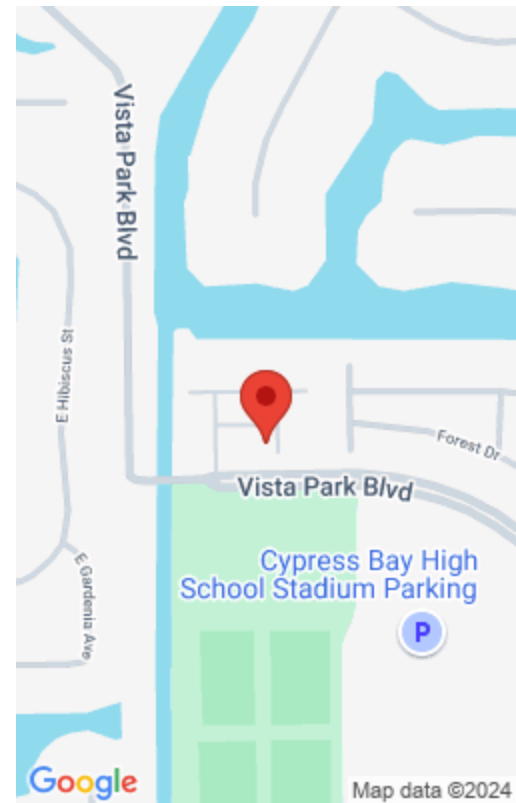 Vista Park Blvd
E Hibiscus St
Forest Dr
Vista Park Blvd
E Gardenia Ave
Cypress Bay High
School Stadium Parking
P
Google
Map data ©2024